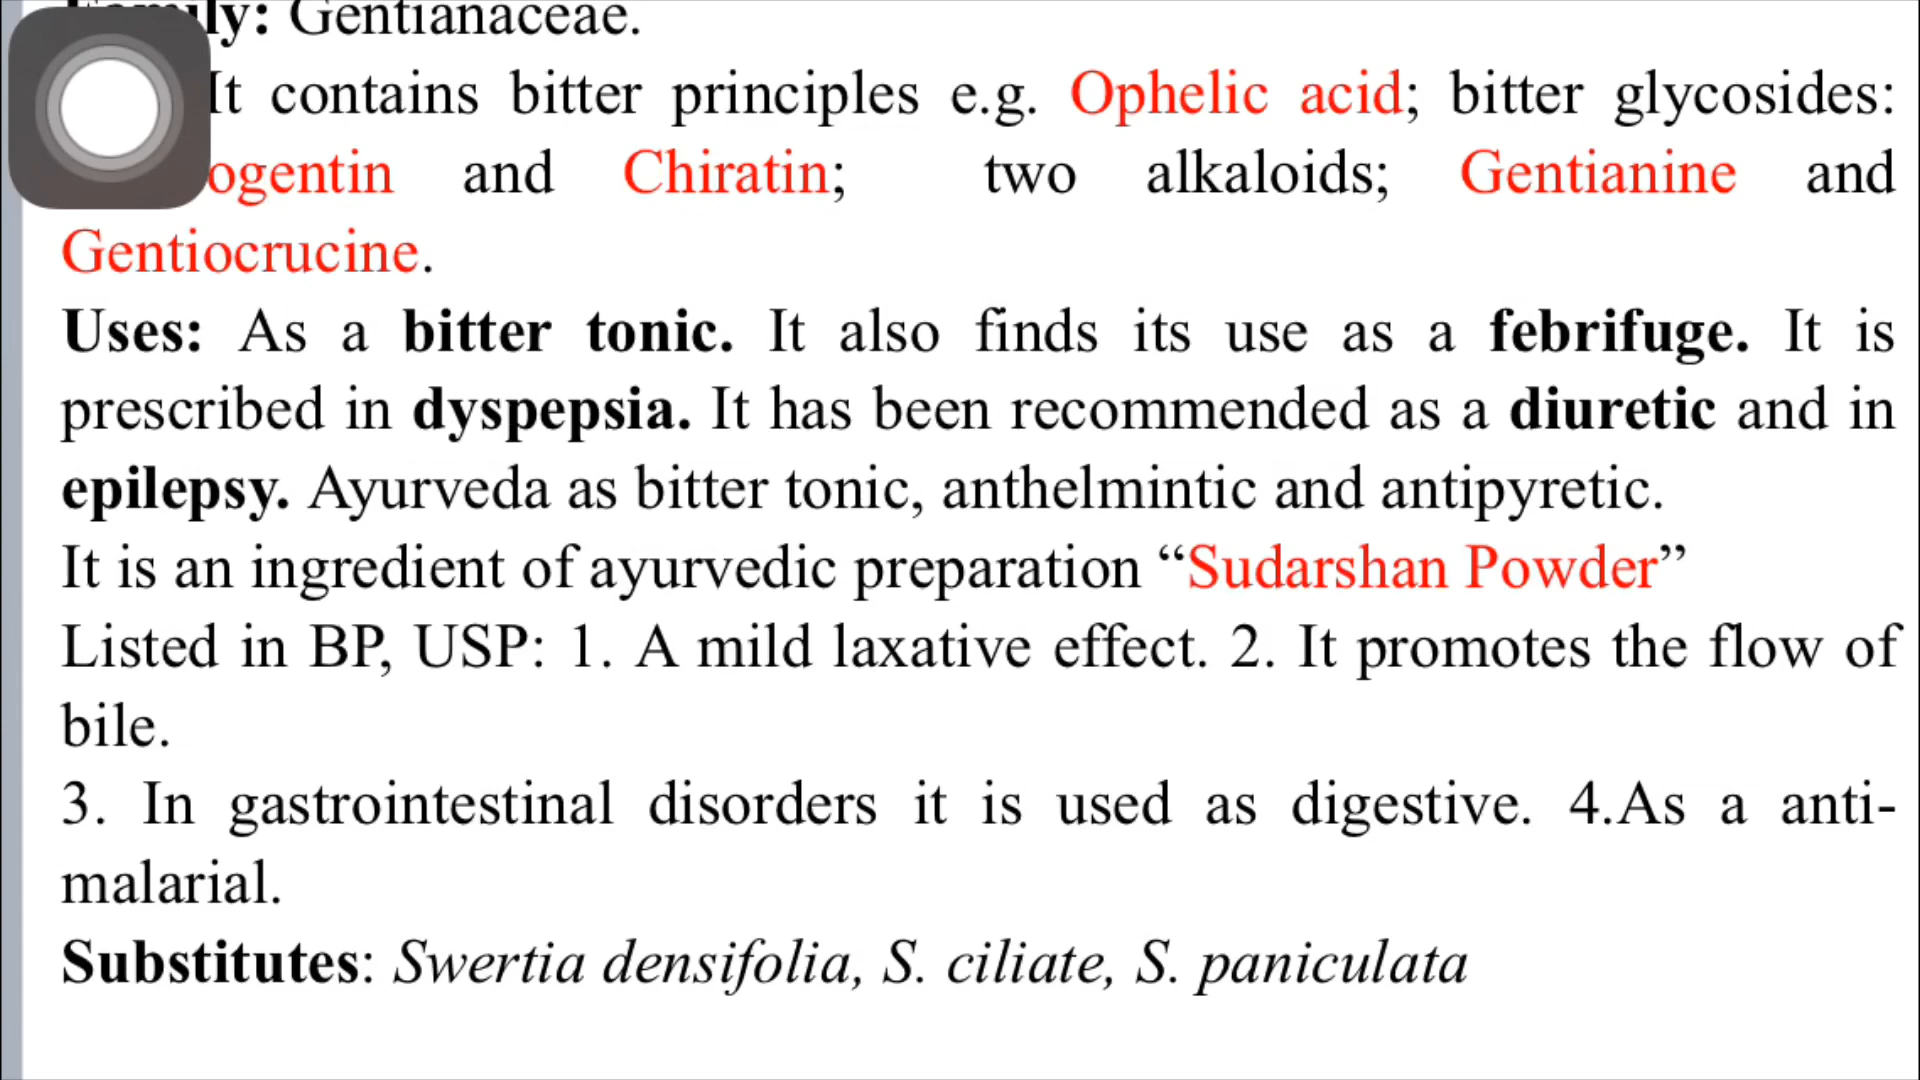 Gentianaceae.
It contains bitter principles e.g. Ophelic acid; bitter glycosides:
and Chiratin; two alkaloids; Gentianine and
Gentiocrucine.
Uses: As a bitter tonic. It also finds its use as a febrifuge. It is
prescribed in dyspepsia. It has been recommended as a diuretic and in
epilepsy. Ayurveda as bitter tonic, anthelmintic and antipyretic.
It is an ingredient of ayurvedic preparation “Sudarshan Powder”
Listed in BP, USP: 1. A mild laxative effect. 2. It promotes the flow of
bile.
3. In gastrointestinal disorders it is used as digestive. 4.As a anti-
malarial.
Substitutes: Swertia densifolia, S. ciliate, S. paniculata